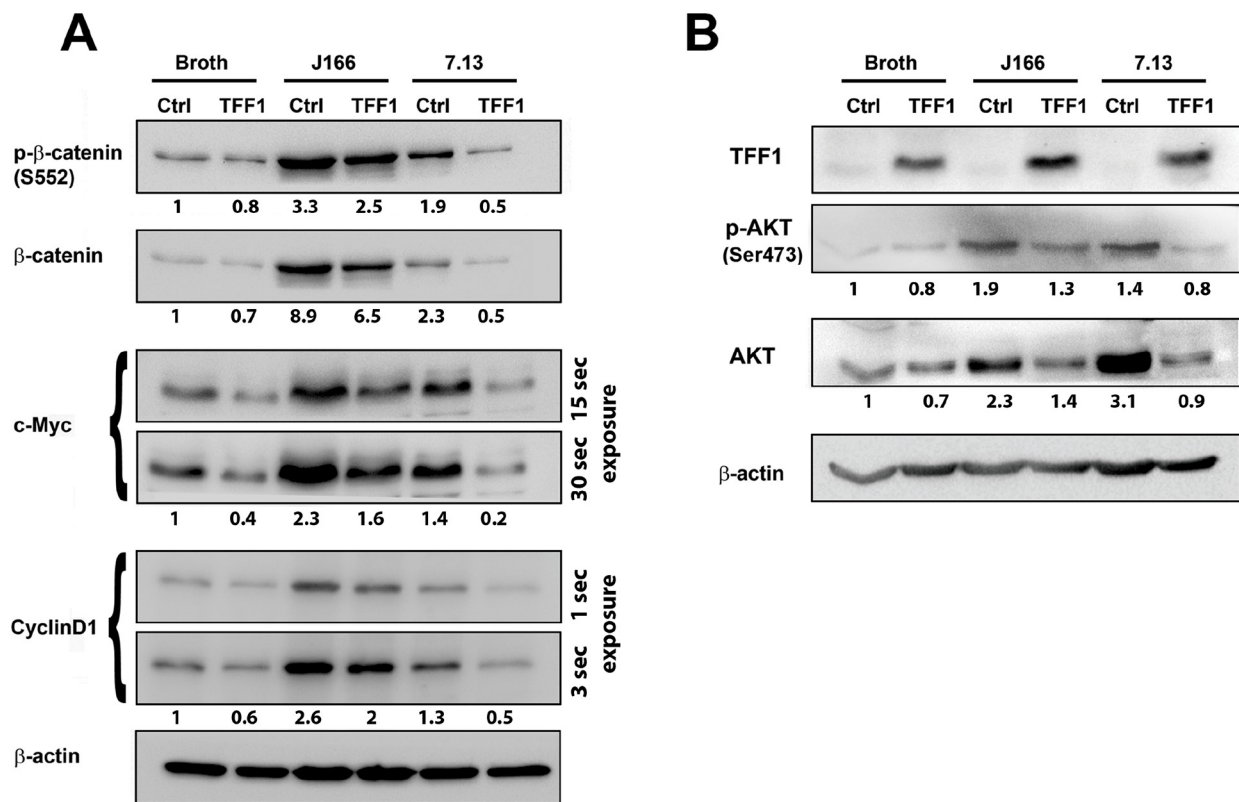 A
Broth J166 7.13
Ctrl TFF1 Ctrl TFF1 Ctrl TFF1
p-β-catenin
(S552)
1 0.8 3.3 2.5 1.9 0.5
β-catenin
1 0.7 8.9 6.5 2.3 0.5
c-Myc
15 sec
30 sec
exposure
1 0.4 2.3 1.6 1.4 0.2
CyclinD1
1 sec
3 sec
exposure
1 0.6 2.6 2 1.3 0.5
β-actin
B
Broth J166 7.13
Ctrl TFF1 Ctrl TFF1 Ctrl TFF1
TFF1
p-AKT
(Ser473)
1 0.8 1.9 1.3 1.4 0.8
AKT
1 0.7 2.3 1.4 3.1 0.9
β-actin